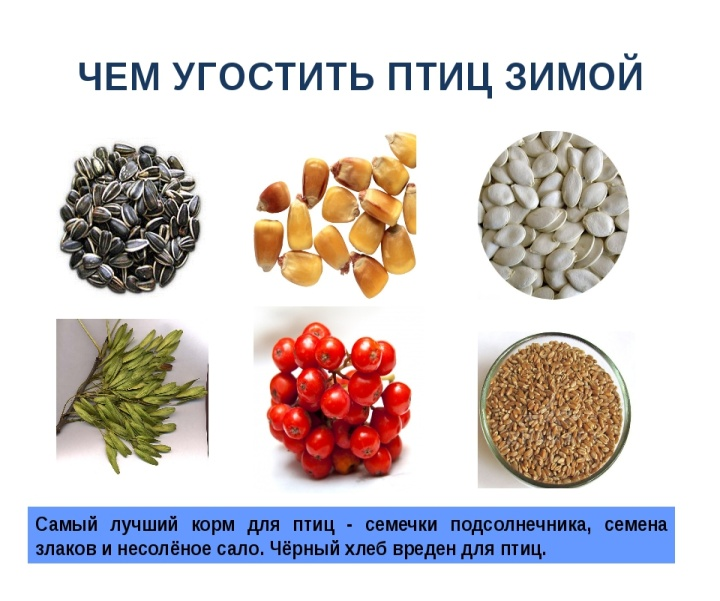 ЧЕМ УГОСТИТЬ ПТИЦ ЗИМОЙ
Самый лучший корм для птиц - семечки подсолнечника, семена
злаков и несолёное сало. Чёрный хлеб вреден для птиц.